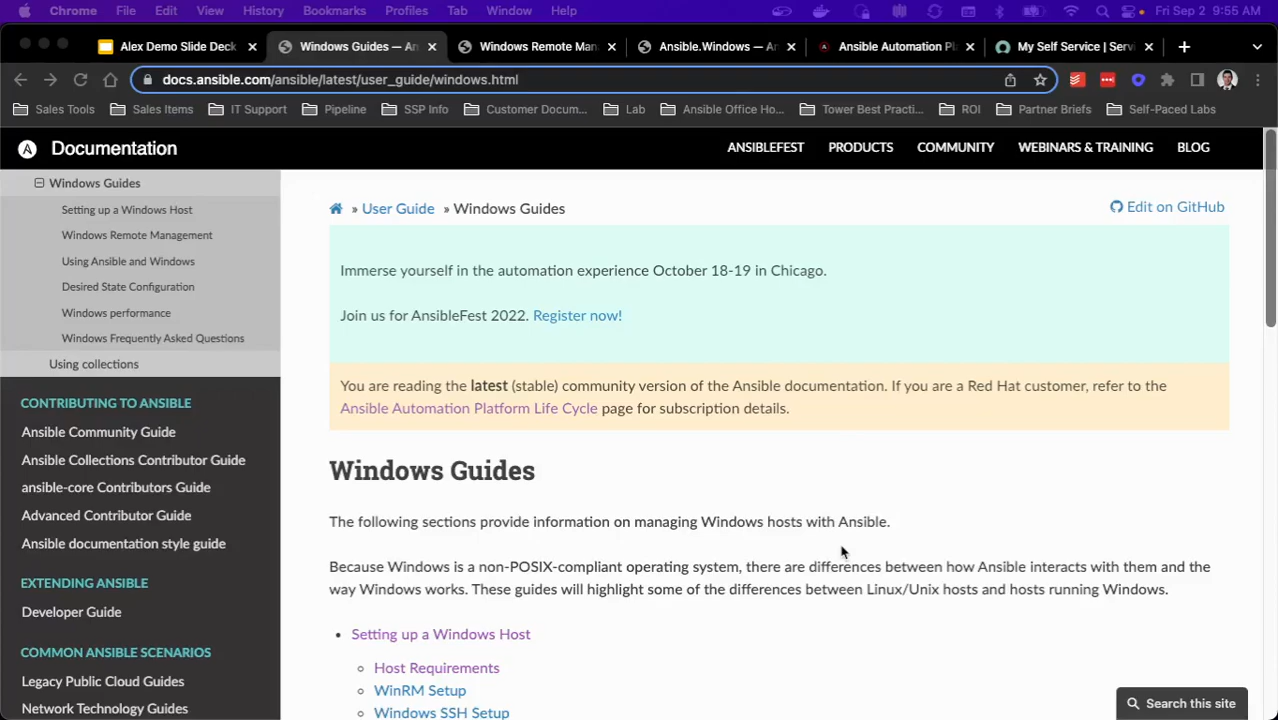 Chrome File Edit View History Bookmarks Profiles Tab Window Help Fri Sep 2 9:55 AM
Alex Demo Slide Deck Windows Guides — An Windows Remote Man Ansible.Windows — An Ansible Automation Pla My Self Service | Servi
docs.ansible.com/ansible/latest/user_guide/windows.html
Sales Tools Sales Items IT Support Pipeline SSP Info Customer Docum... Lab Ansible Office Ho... Tower Best Practi... ROI Partner Briefs Self-Paced Labs
A Documentation ANSIBLEFEST PRODUCTS COMMUNITY WEBINARS & TRAINING BLOG
Windows Guides
Setting up a Windows Host
Windows Remote Management
Using Ansible and Windows
Desired State Configuration
Windows performance
Windows Frequently Asked Questions
Using collections
CONTRIBUTING TO ANSIBLE
Ansible Community Guide
Ansible Collections Contributor Guide
ansible-core Contributors Guide
Advanced Contributor Guide
Ansible documentation style guide
EXTENDING ANSIBLE
Developer Guide
COMMON ANSIBLE SCENARIOS
Legacy Public Cloud Guides
Network Technology Guides
» User Guide » Windows Guides Edit on GitHub
Immerse yourself in the automation experience October 18-19 in Chicago.
Join us for AnsibleFest 2022. Register now!
You are reading the latest (stable) community version of the Ansible documentation. If you are a Red Hat customer, refer to the
Ansible Automation Platform Life Cycle page for subscription details.
Windows Guides
The following sections provide information on managing Windows hosts with Ansible.
Because Windows is a non-POSIX-compliant operating system, there are differences between how Ansible interacts with them and the
way Windows works. These guides will highlight some of the differences between Linux/Unix hosts and hosts running Windows.
• Setting up a Windows Host
Host Requirements
WinRM Setup
Windows SSH Setup
Search this site